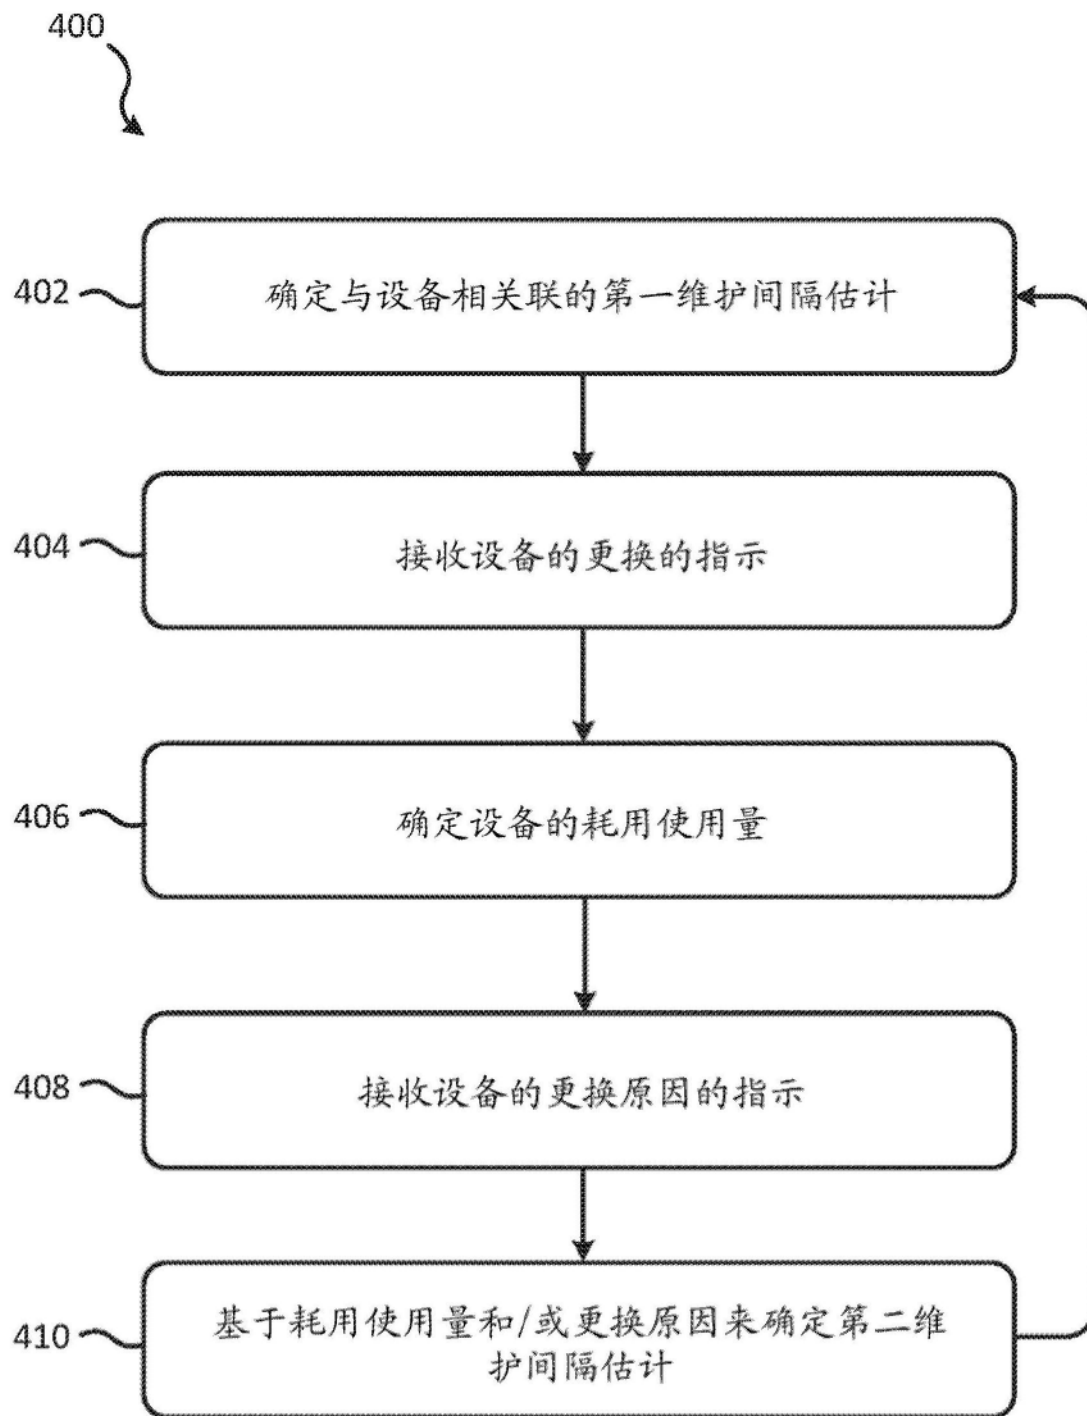 400
402
确定与设备相关联的第一维护间隔估计
404
接收设备的更换的指示
406
确定设备的耗用使用量
408
接收设备的更换原因的指示
410
基于耗用使用量和/或更换原因来确定第二维
护间隔估计